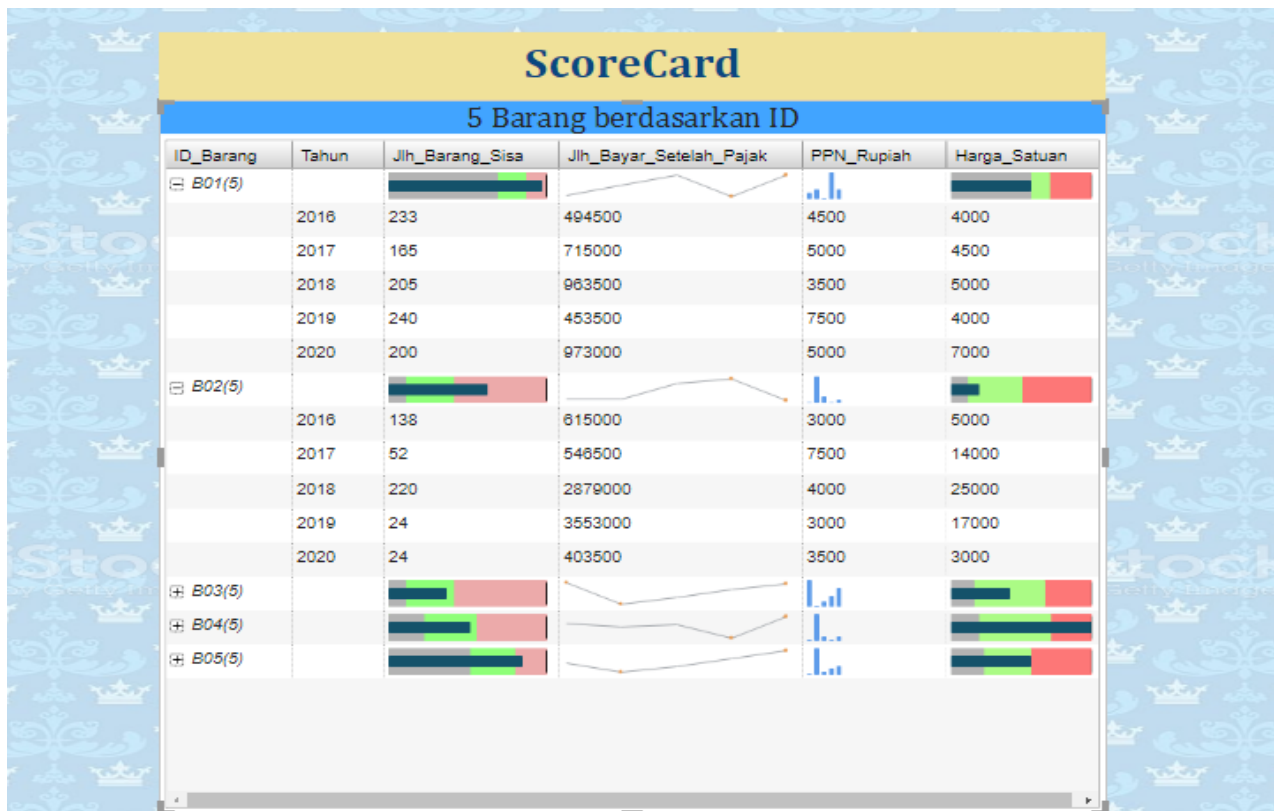 ScoreCard
5 Barang berdasarkan ID
ID_Barang Tahun Jlh_Barang_Sisa Jlh_Bayar_Setelah_Pajak PPN_Rupiah Harga_Satuan
B01(5)
2016 233 494500 4500 4000
2017 165 715000 5000 4500
2018 205 963500 3500 5000
2019 240 453500 7500 4000
2020 200 973000 5000 7000
B02(5)
2016 138 615000 3000 5000
2017 52 546500 7500 14000
2018 220 2879000 4000 25000
2019 24 3553000 3000 17000
2020 24 403500 3500 3000
B03(5)
B04(5)
B05(5)